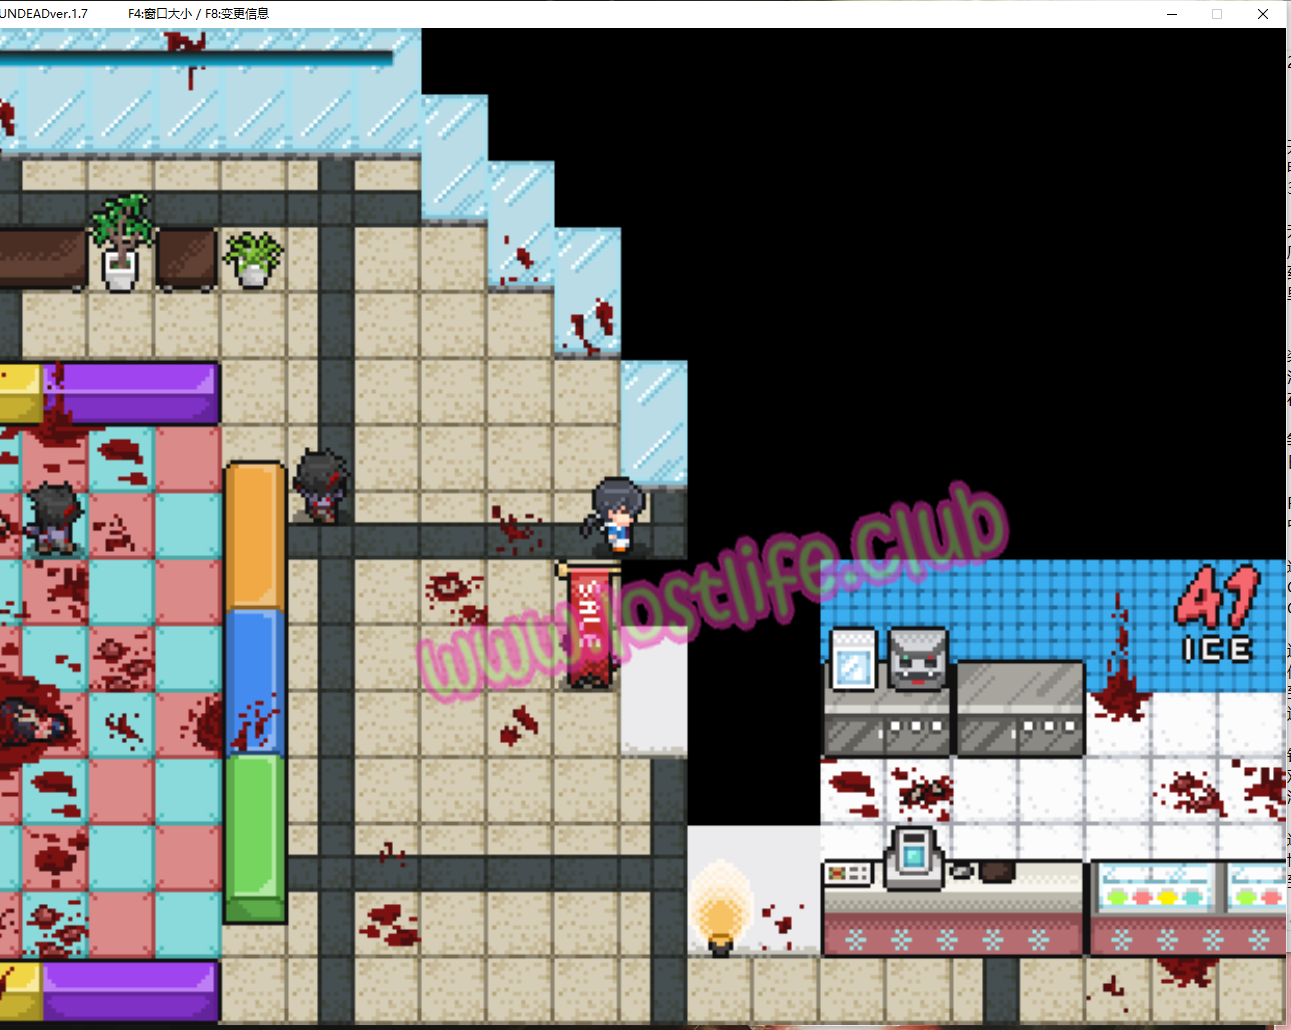 UNDEADver.1.7 F4:窗口大小 / F8:变更信息
www.lostlife.club
SALE
41
ICE